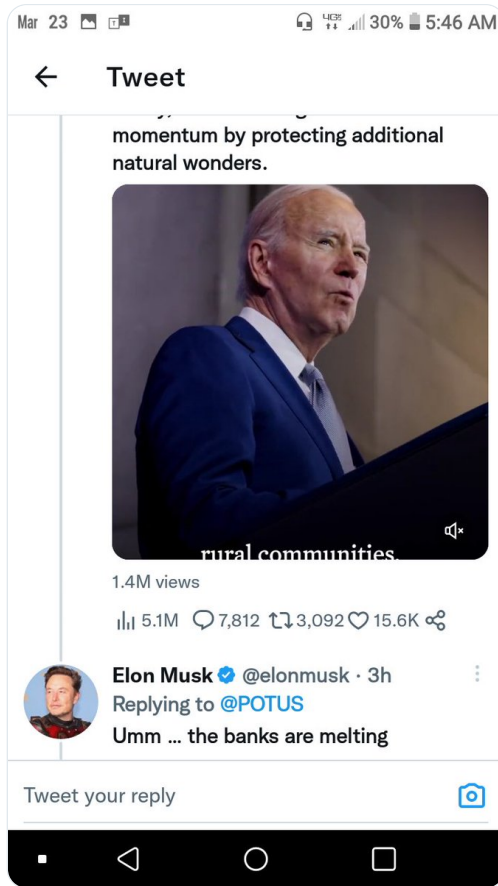 Mar 23 4GE 30% 5:46 AM
Tweet
momentum by protecting additional
natural wonders.
rural communities.
1.4M views
5.1M 7,812 3,092 15.6K
Elon Musk @elonmusk · 3h
Replying to @POTUS
Umm ... the banks are melting
Tweet your reply